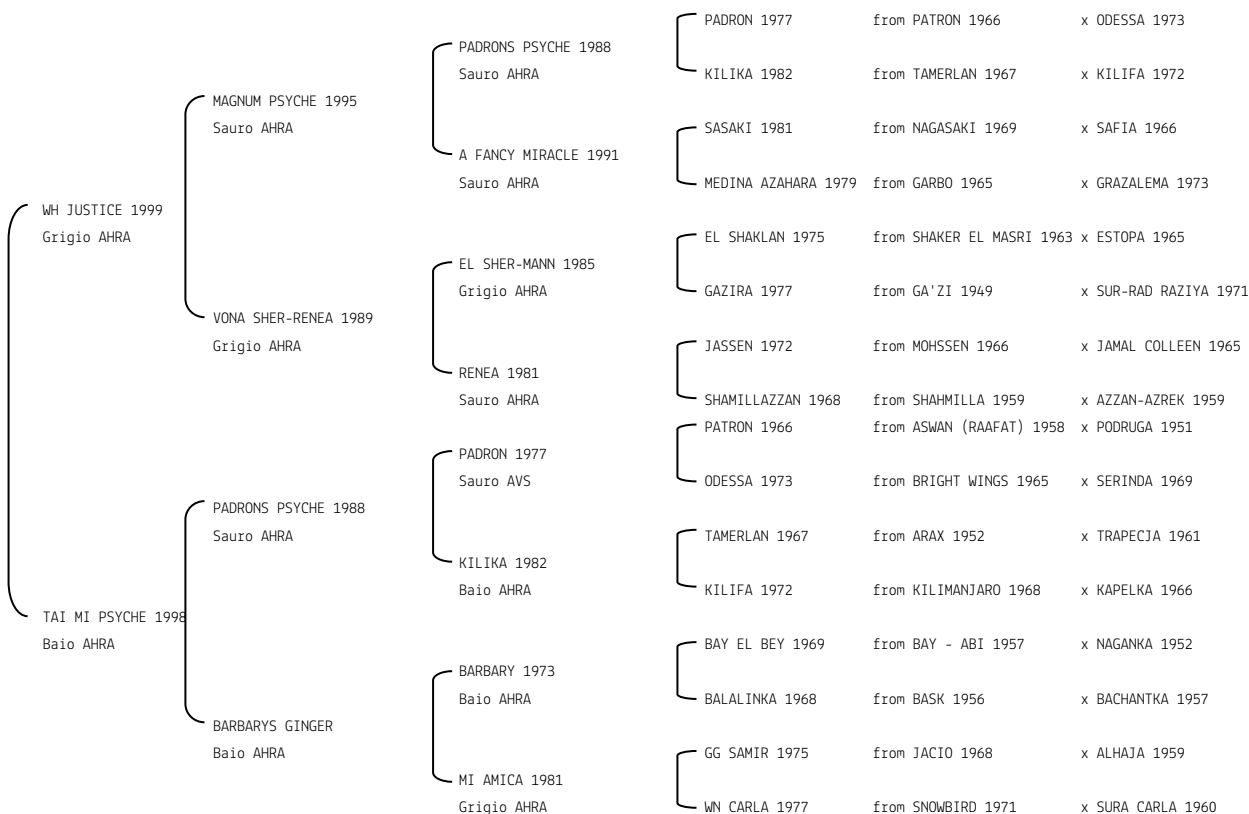 PADRON 1977 from PATRON 1966 x ODESSA 1973
PADRONS PSYCHE 1988
Sauro AHRA
KILIKA 1982 from TAMERLAN 1967 x KILIFA 1972
MAGNUM PSYCHE 1995
Sauro AHRA
SASAKI 1981 from NAGASAKI 1969 x SAFIA 1966
A FANCY MIRACLE 1991
Sauro AHRA
MEDINA AZAHARA 1979 from GARBO 1965 x GRAZALEMA 1973
WH JUSTICE 1999
Grigio AHRA
EL SHAKLAN 1975 from SHAKER EL MASRI 1963 x ESTOPA 1965
EL SHER-MANN 1985
Grigio AHRA
GAZIRA 1977 from GA'ZI 1949 x SUR-RAD RAZIYA 1971
VONA SHER-RENEA 1989
Grigio AHRA
JASSEN 1972 from MOHSSEN 1966 x JAMAL COLLEEN 1965
RENEA 1981
Sauro AHRA
SHAMILLAZZAN 1968 from SHAHMILLA 1959 x AZZAN-AZREK 1959
PATRON 1966 from ASWAN (RAAFAT) 1958 x PODRUGA 1951
PADRON 1977
Sauro AVS
ODESSA 1973 from BRIGHT WINGS 1965 x SERINDA 1969
PADRONS PSYCHE 1988
Sauro AHRA
TAMERLAN 1967 from ARAX 1952 x TRAPECJA 1961
KILIKA 1982
Baio AHRA
KILIFA 1972 from KILIMANJARO 1968 x KAPELKA 1966
TAI MI PSYCHE 1998
Baio AHRA
BAY EL BEY 1969 from BAY - ABI 1957 x NAGANKA 1952
BARBARY 1973
Baio AHRA
BALALINKA 1968 from BASK 1956 x BACHANTKA 1957
BARBARYS GINGER
Baio AHRA
GG SAMIR 1975 from JACIO 1968 x ALHAJA 1959
MI AMICA 1981
Grigio AHRA
WN CARLA 1977 from SNOWBIRD 1971 x SURA CARLA 1960